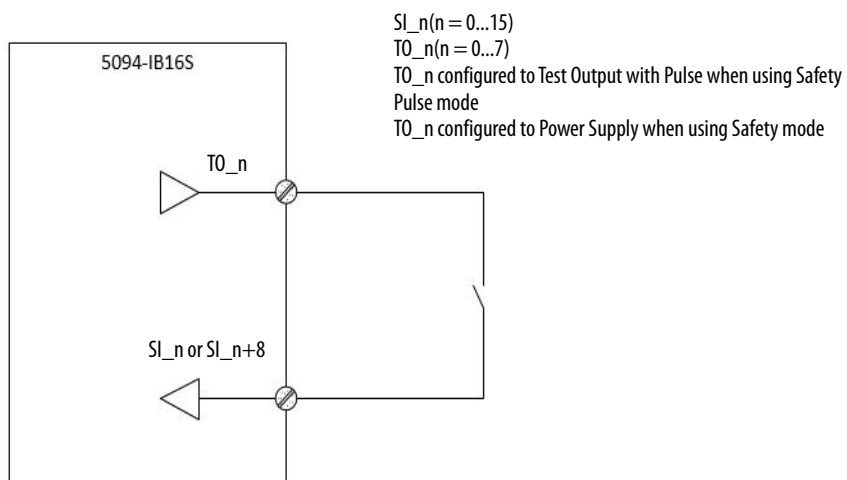 SI_n(n = 0...15)
TO_n(n = 0...7)
TO_n configured to Test Output with Pulse when using Safety
Pulse mode
TO_n configured to Power Supply when using Safety mode
5094-IB16S
TO_n
SI_n or SI_n+8